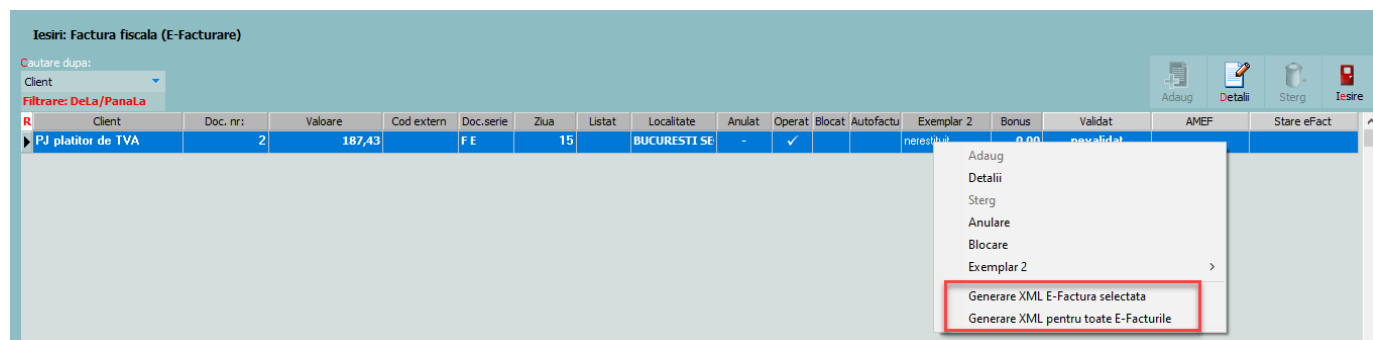 Iesiri: Factura fiscala (E-Facturare)
Cautare dupa:
Client
Filtrare: DeLa/PanaLa
Adaug Detalii Sterg Iesire
R Client Doc. nr: Valoare Cod extern Doc.serie Ziua Listat Localitate Anulat Operat Blocat Autofactu Exemplar 2 Bonus Validat AMEF Stare eFact
PJ platitor de TVA 2 187,43 F E 15 BUCURESTI SE - ✓ nerestituit 0,00 nevalidat
Adaug
Detalii
Sterg
Anulare
Blocare
Exemplar 2 >
Generare XML E-Factura selectata
Generare XML pentru toate E-Facturile